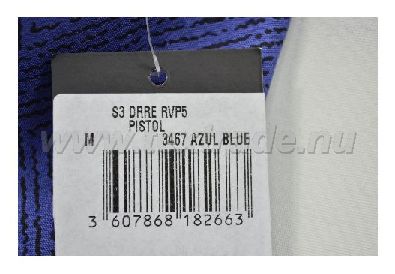 S3 DRRE RVP5
PISTOL
M 3467 AZUL BLUE
3 607868 182663